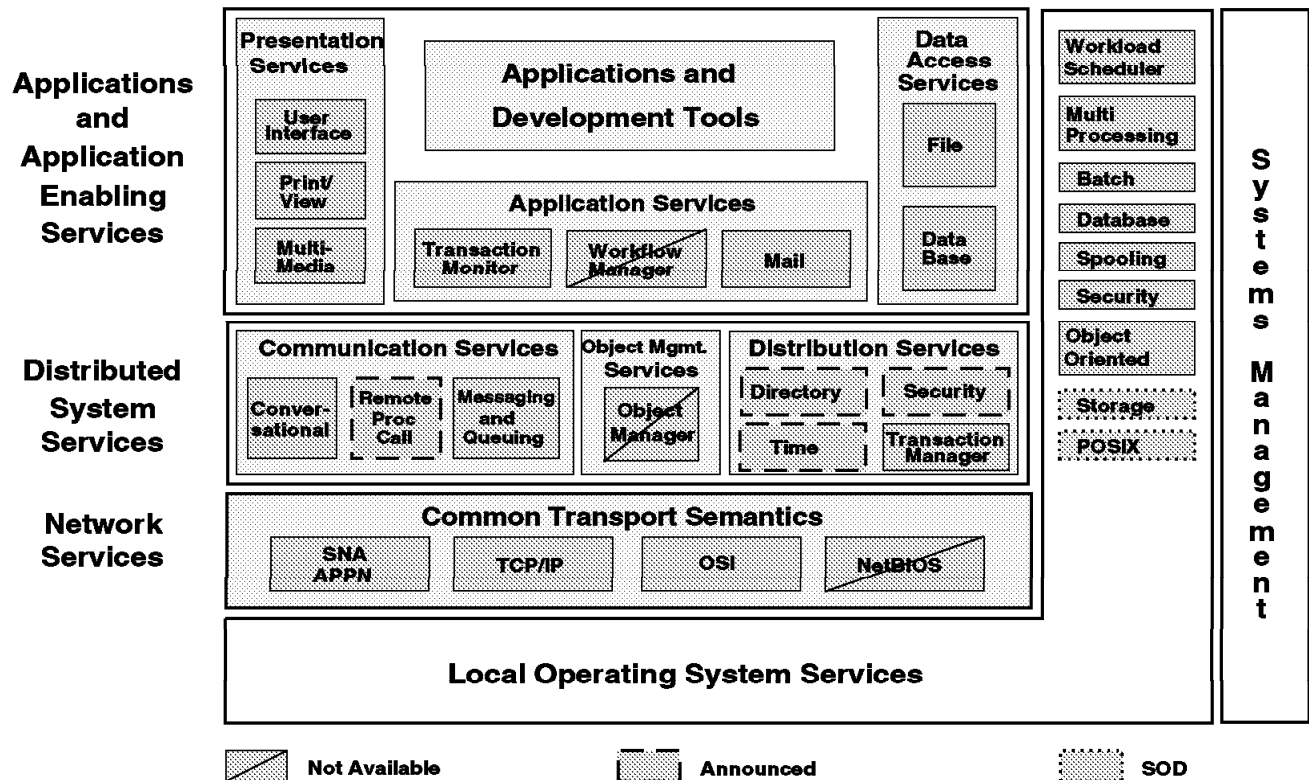 Applications
and
Application
Enabling
Services
Presentation
Services
User
Interface
Print/
View
Multi-
Media
Applications and
Development Tools
Application Services
Transaction
Monitor
Workflow
Manager
Mail
Data
Access
Services
File
Data
Base
Distributed
System
Services
Communication Services
Conver-
sational
Remote
Proc
Call
Messaging
and
Queuing
Object Mgmt.
Services
Object
Manager
Distribution Services
Directory
Security
Time
Transaction
Manager
Network
Services
Common Transport Semantics
SNA
APPN
TCP/IP
OSI
NetBIOS
Local Operating System Services
Workload
Scheduler
Multi
Processing
Batch
Database
Spooling
Security
Object
Oriented
Storage
POSIX
Systems Management
Not Available
Announced
SOD